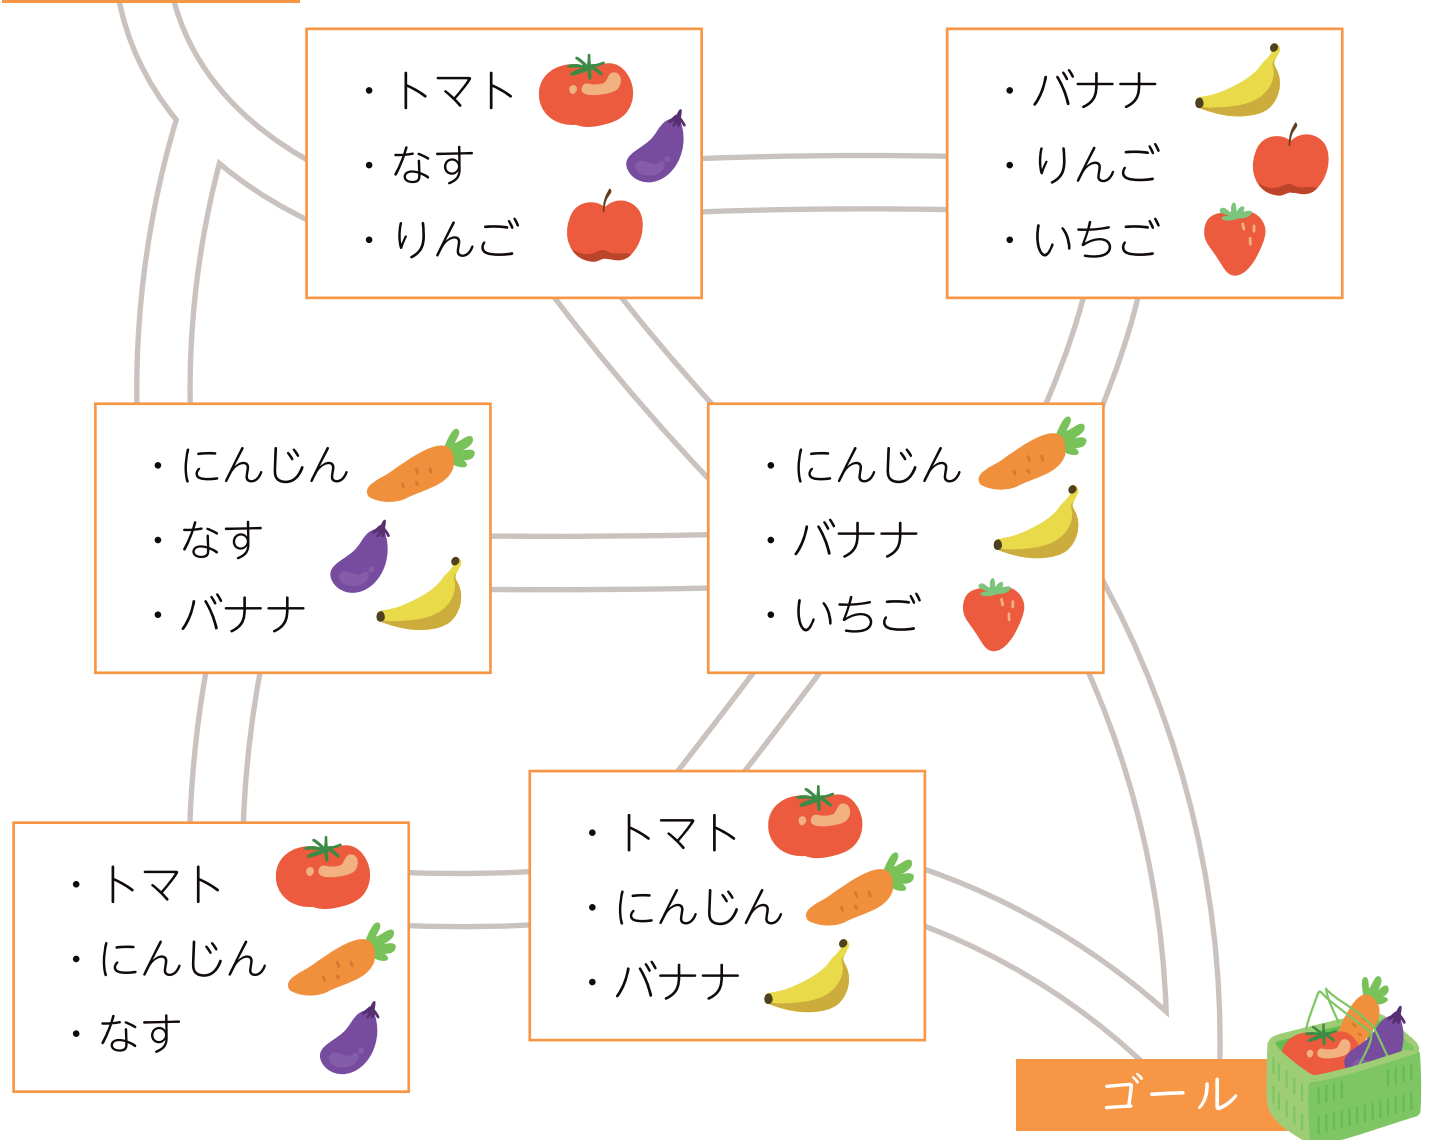 ・トマト
・なす
・りんご
・バナナ
・りんご
・いちご
・にんじん
・なす
・バナナ
・にんじん
・バナナ
・いちご
・トマト
・にんじん
・なす
・トマト
・にんじん
・バナナ
ゴール